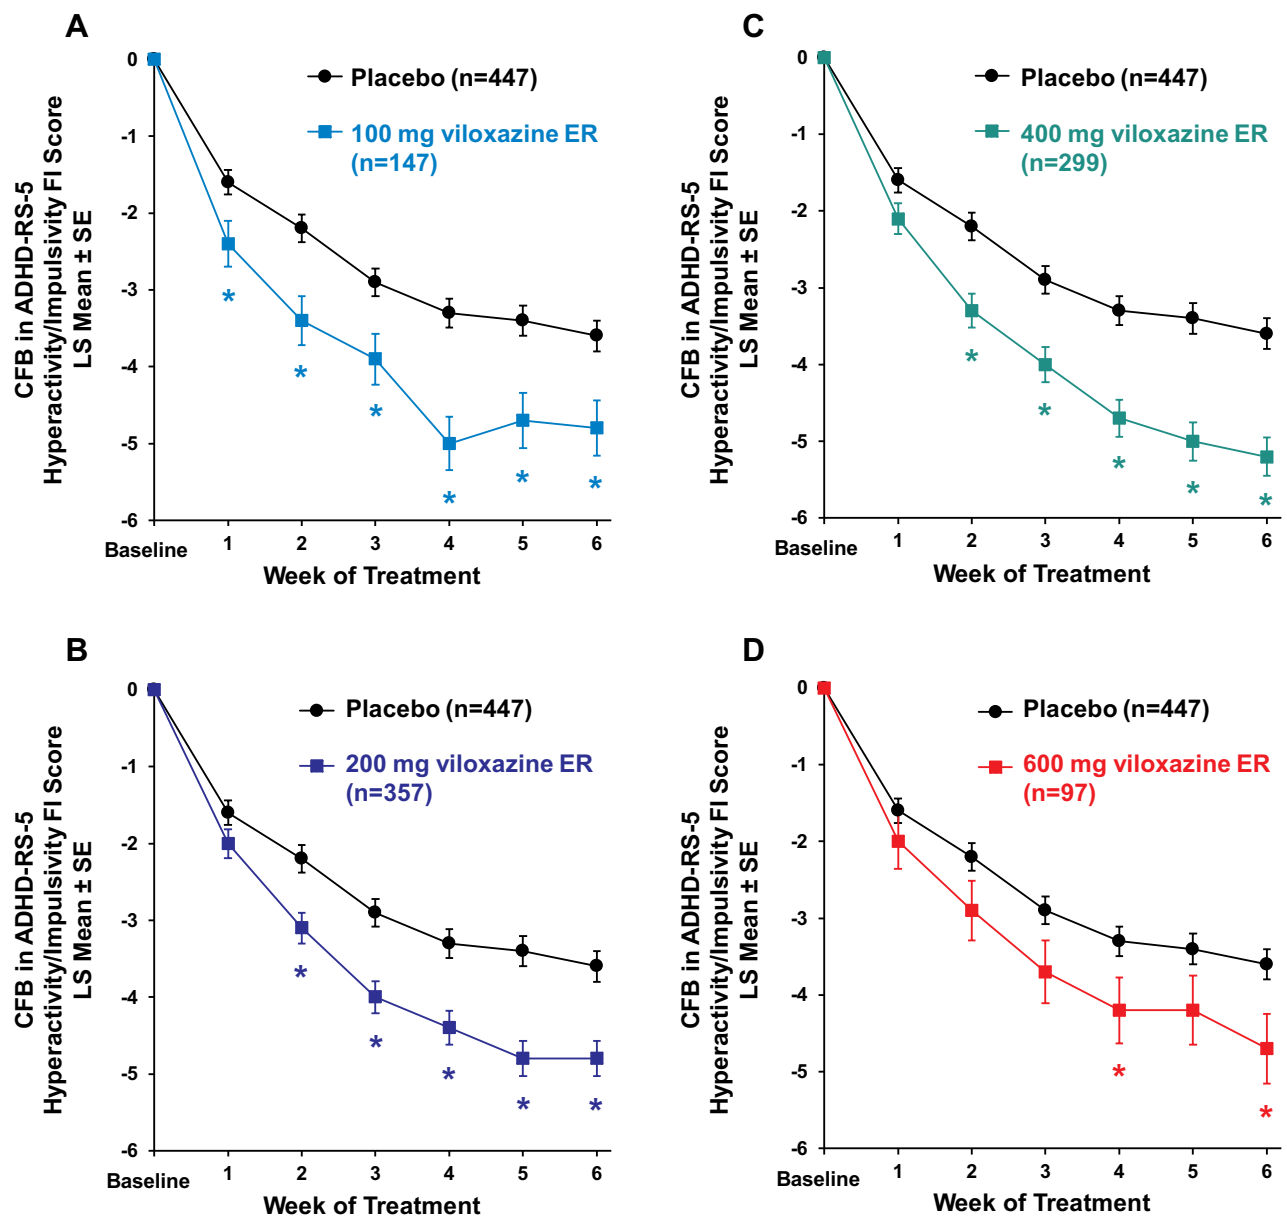 A
CFB in ADHD-RS-5
Hyperactivity/Impulsivity FI Score
LS Mean ± SE
0
-1
-2
-3
-4
-5
-6
Placebo (n=447)
100 mg viloxazine ER
(n=147)
*
*
*
*
*
*
Baseline
1
2
3
4
5
6
Week of Treatment
C
CFB in ADHD-RS-5
Hyperactivity/Impulsivity FI Score
LS Mean ± SE
0
-1
-2
-3
-4
-5
-6
Placebo (n=447)
400 mg viloxazine ER
(n=299)
*
*
*
*
*
Baseline
1
2
3
4
5
6
Week of Treatment
B
CFB in ADHD-RS-5
Hyperactivity/Impulsivity FI Score
LS Mean ± SE
0
-1
-2
-3
-4
-5
-6
Placebo (n=447)
200 mg viloxazine ER
(n=357)
*
*
*
*
*
Baseline
1
2
3
4
5
6
Week of Treatment
D
CFB in ADHD-RS-5
Hyperactivity/Impulsivity FI Score
LS Mean ± SE
0
-1
-2
-3
-4
-5
-6
Placebo (n=447)
600 mg viloxazine ER
(n=97)
*
*
Baseline
1
2
3
4
5
6
Week of Treatment